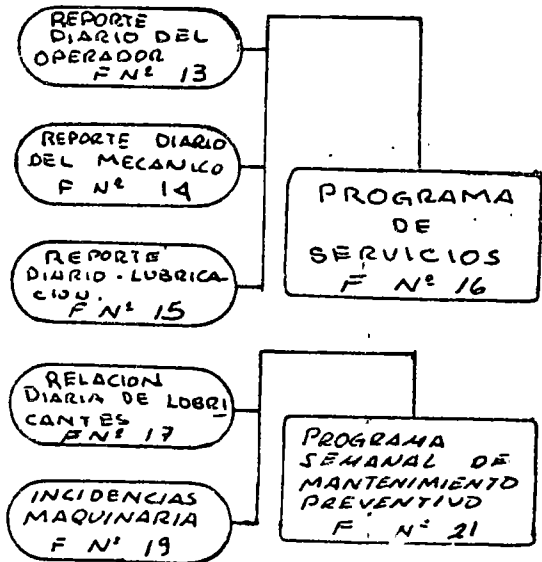 REPORTE
DIARIO DEL
OPERADOR
F Nº 13
REPORTE DIARIO
DEL MECANICO
F Nº 14
REPORTE
DIARIO - LUBRICA-
CION.
F Nº 15
PROGRAMA
DE
SERVICIOS
F Nº 16
RELACION
DIARIA DE LOBRI
CANTES
F Nº 17
INCIDENCIAS
MAQUINARIA
F Nº 19
PROGRAMA
SEMANAL DE
MANTENIMIENTO
PREVENTIVO
F. Nº 21